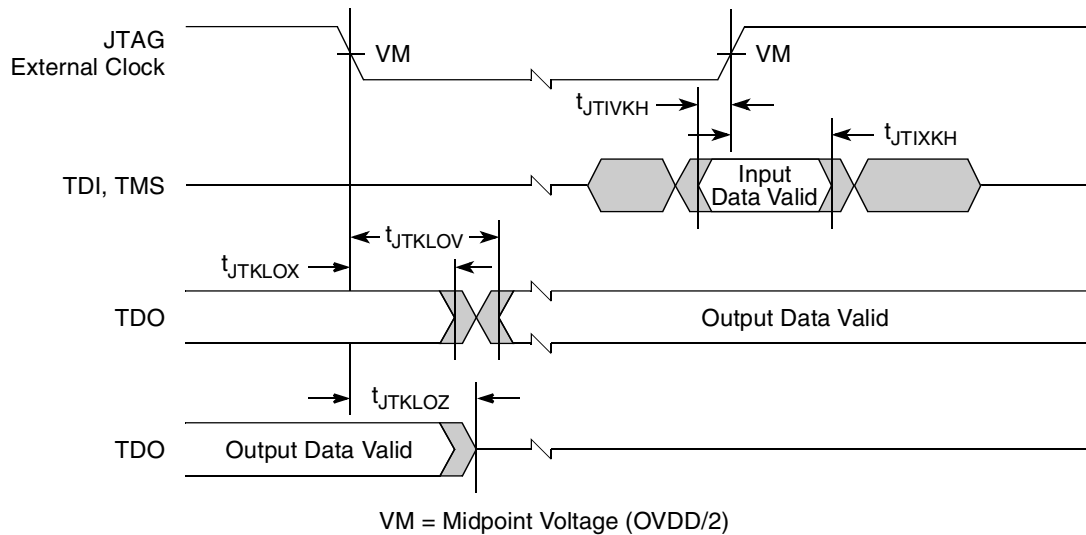 JTAG
External Clock
VM
VM
tJTIVKH
tJTIXKH
TDI, TMS
Input
Data Valid
tJTKLOV
tJTKLOX
TDO
Output Data Valid
tJTKLOZ
TDO
Output Data Valid
VM = Midpoint Voltage (OVDD/2)